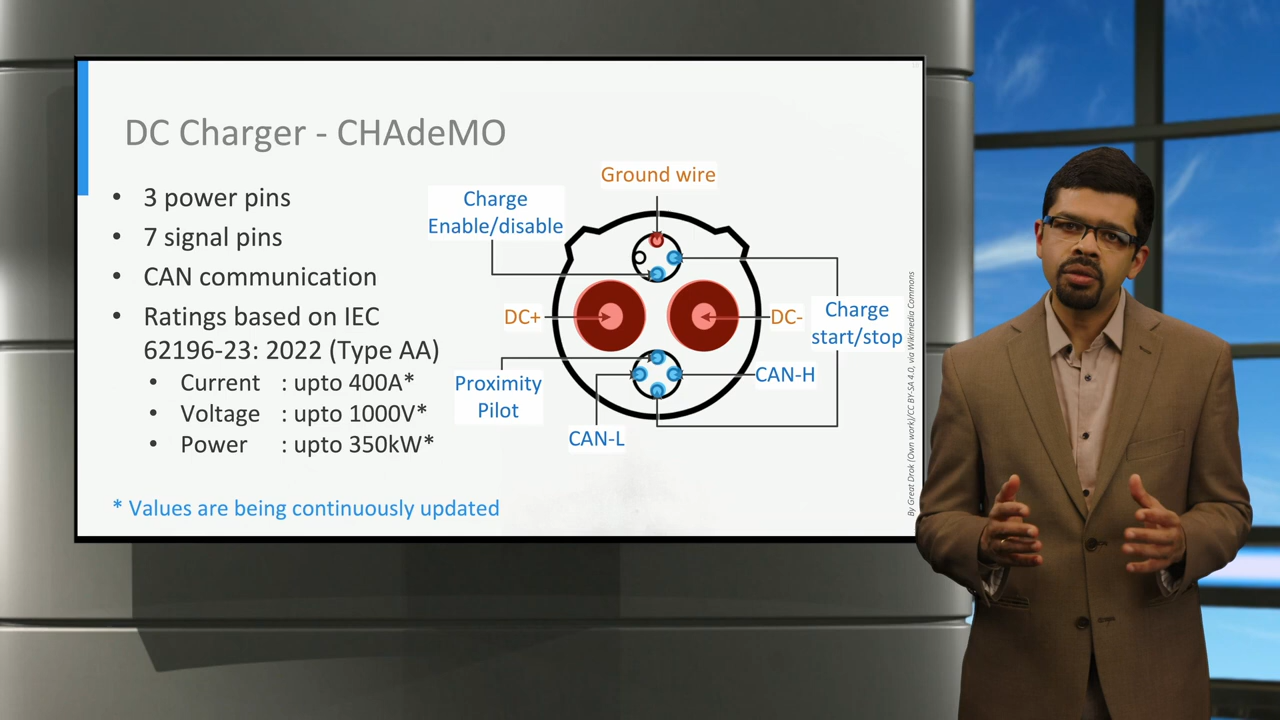 DC Charger - CHAdeMO
• 3 power pins
• 7 signal pins
• CAN communication
• Ratings based on IEC
62196-23: 2022 (Type AA)
• Current : upto 400A*
• Voltage : upto 1000V*
• Power : upto 350kW*
* Values are being continuously updated
Ground wire
Charge
Enable/disable
DC+
DC-
Charge
start/stop
Proximity
Pilot
CAN-H
CAN-L
By Great Drok (Own work)/CC BY-SA 4.0, via Wikimedia Commons